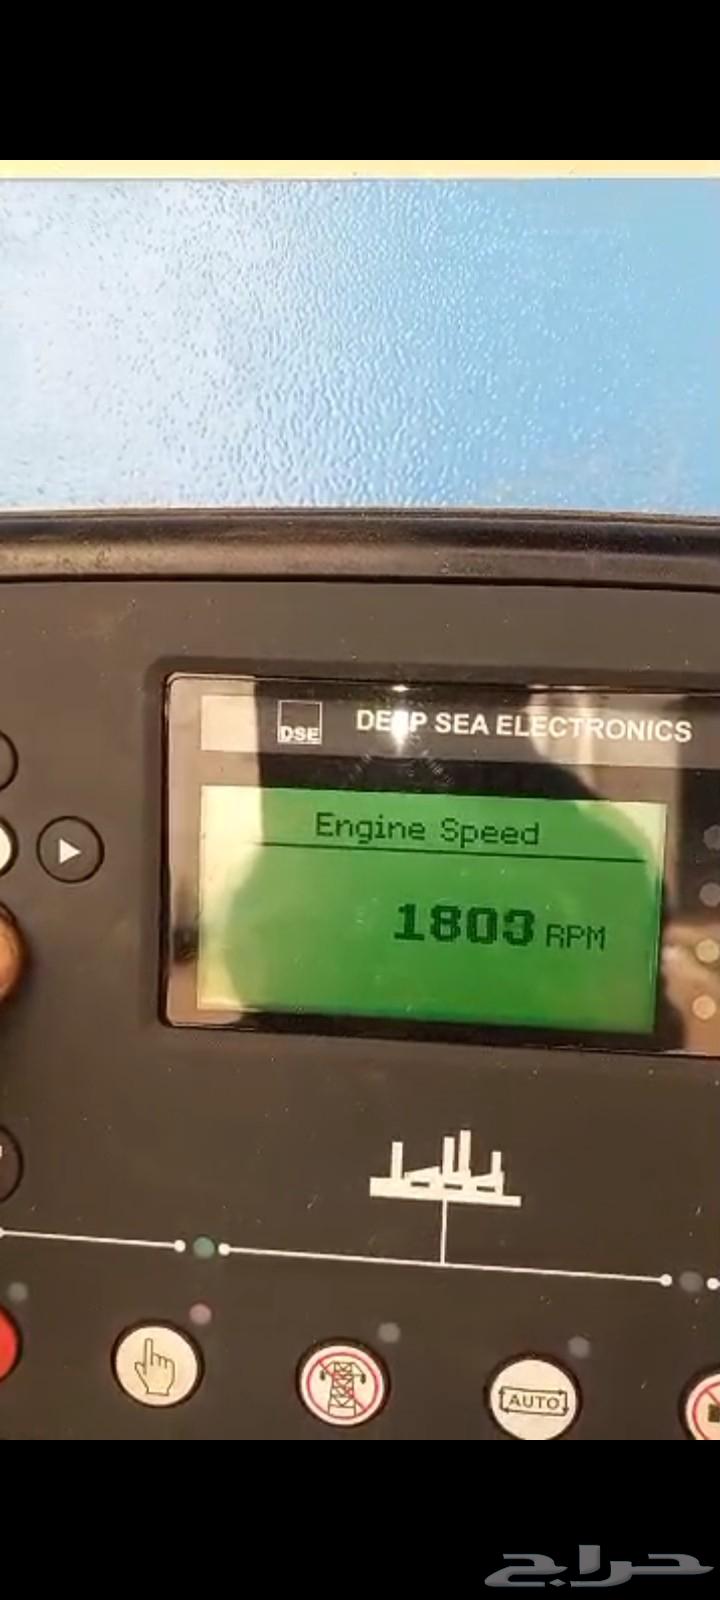 DSE DEEP SEA ELECTRONICS
Engine Speed
1803 RPM
AUTO
حراج